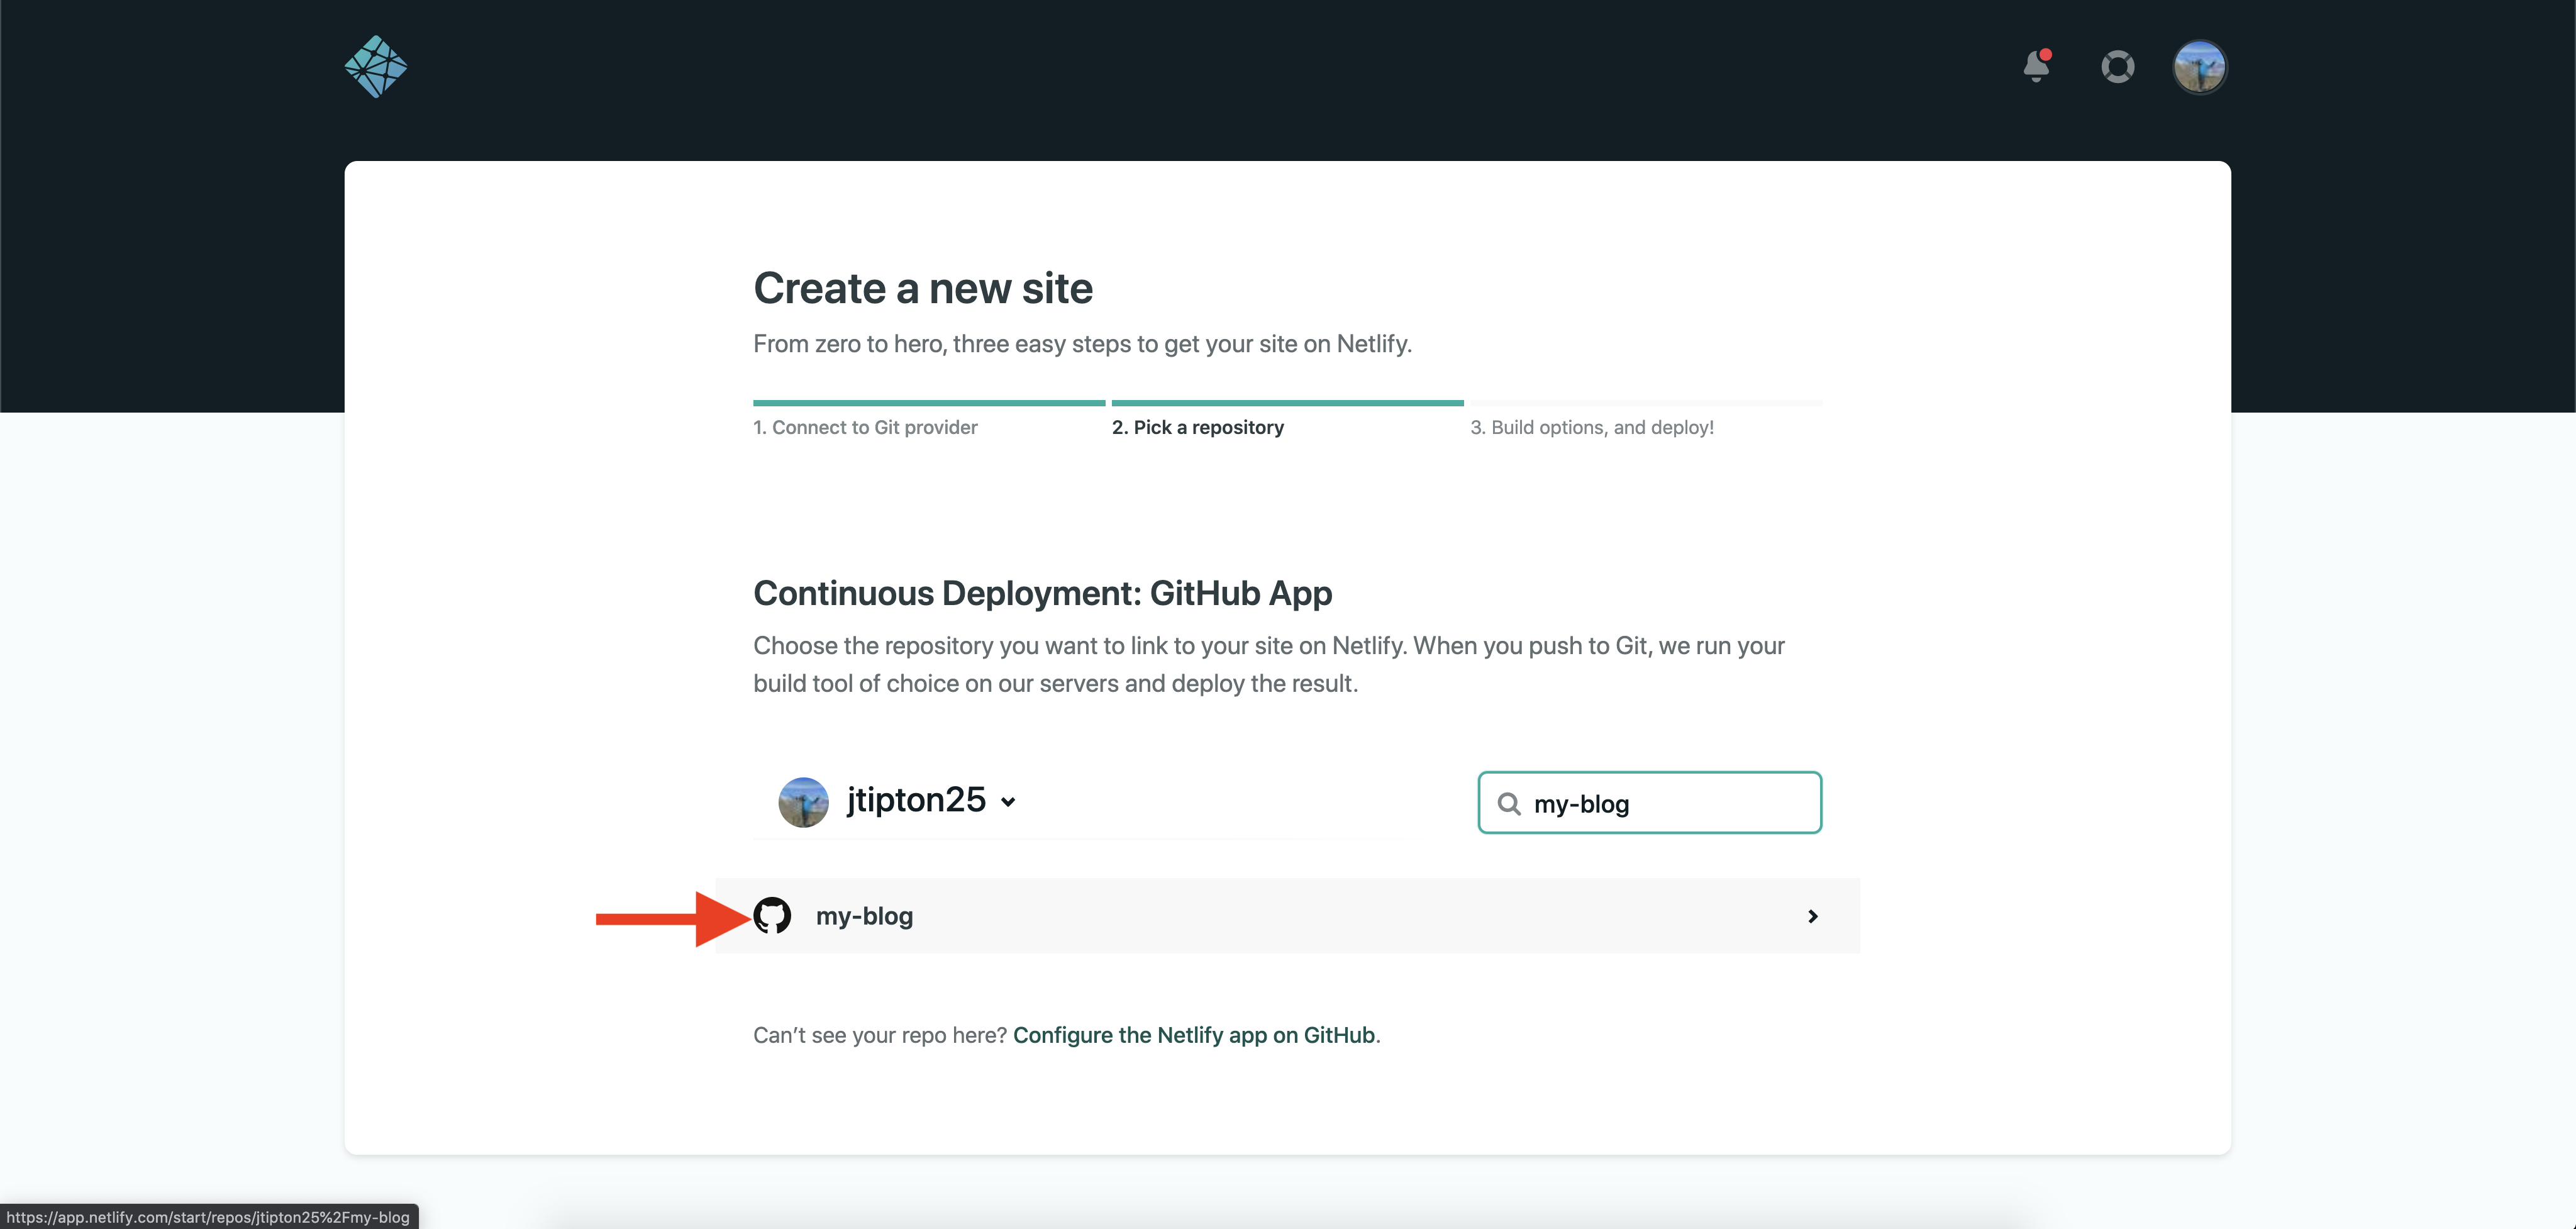 Create a new site
From zero to hero, three easy steps to get your site on Netlify.
1. Connect to Git provider
2. Pick a repository
3. Build options, and deploy!
Continuous Deployment: GitHub App
Choose the repository you want to link to your site on Netlify. When you push to Git, we run your
build tool of choice on our servers and deploy the result.
jtipton25
my-blog
my-blog
Can’t see your repo here? Configure the Netlify app on GitHub.
https://app.netlify.com/start/repos/jtipton25%2Fmy-blog